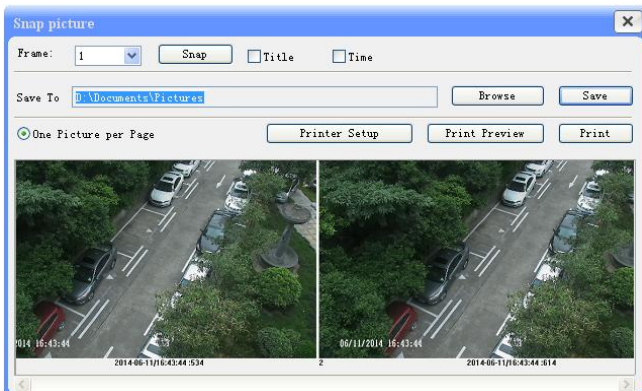 Snap picture
Frame: 1 Snap Title Time
Save To D:\Documents\Pictures Browse Save
One Picture per Page Printer Setup Print Preview Print
2014 16:43:44
06/11/2014 16:43:44
2014-06-11/16:43:44 :534
2
2014-06-11/16:43:44 :614